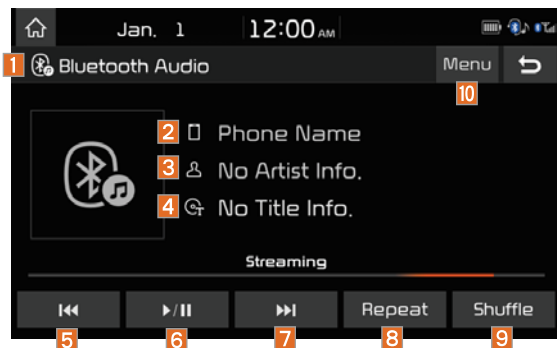 Jan. 1 12:00 AM
1 Bluetooth Audio Menu
10
2 Phone Name
3 No Artist Info.
4 No Title Info.
Streaming
Repeat Shuffle
5 6 7 8 9